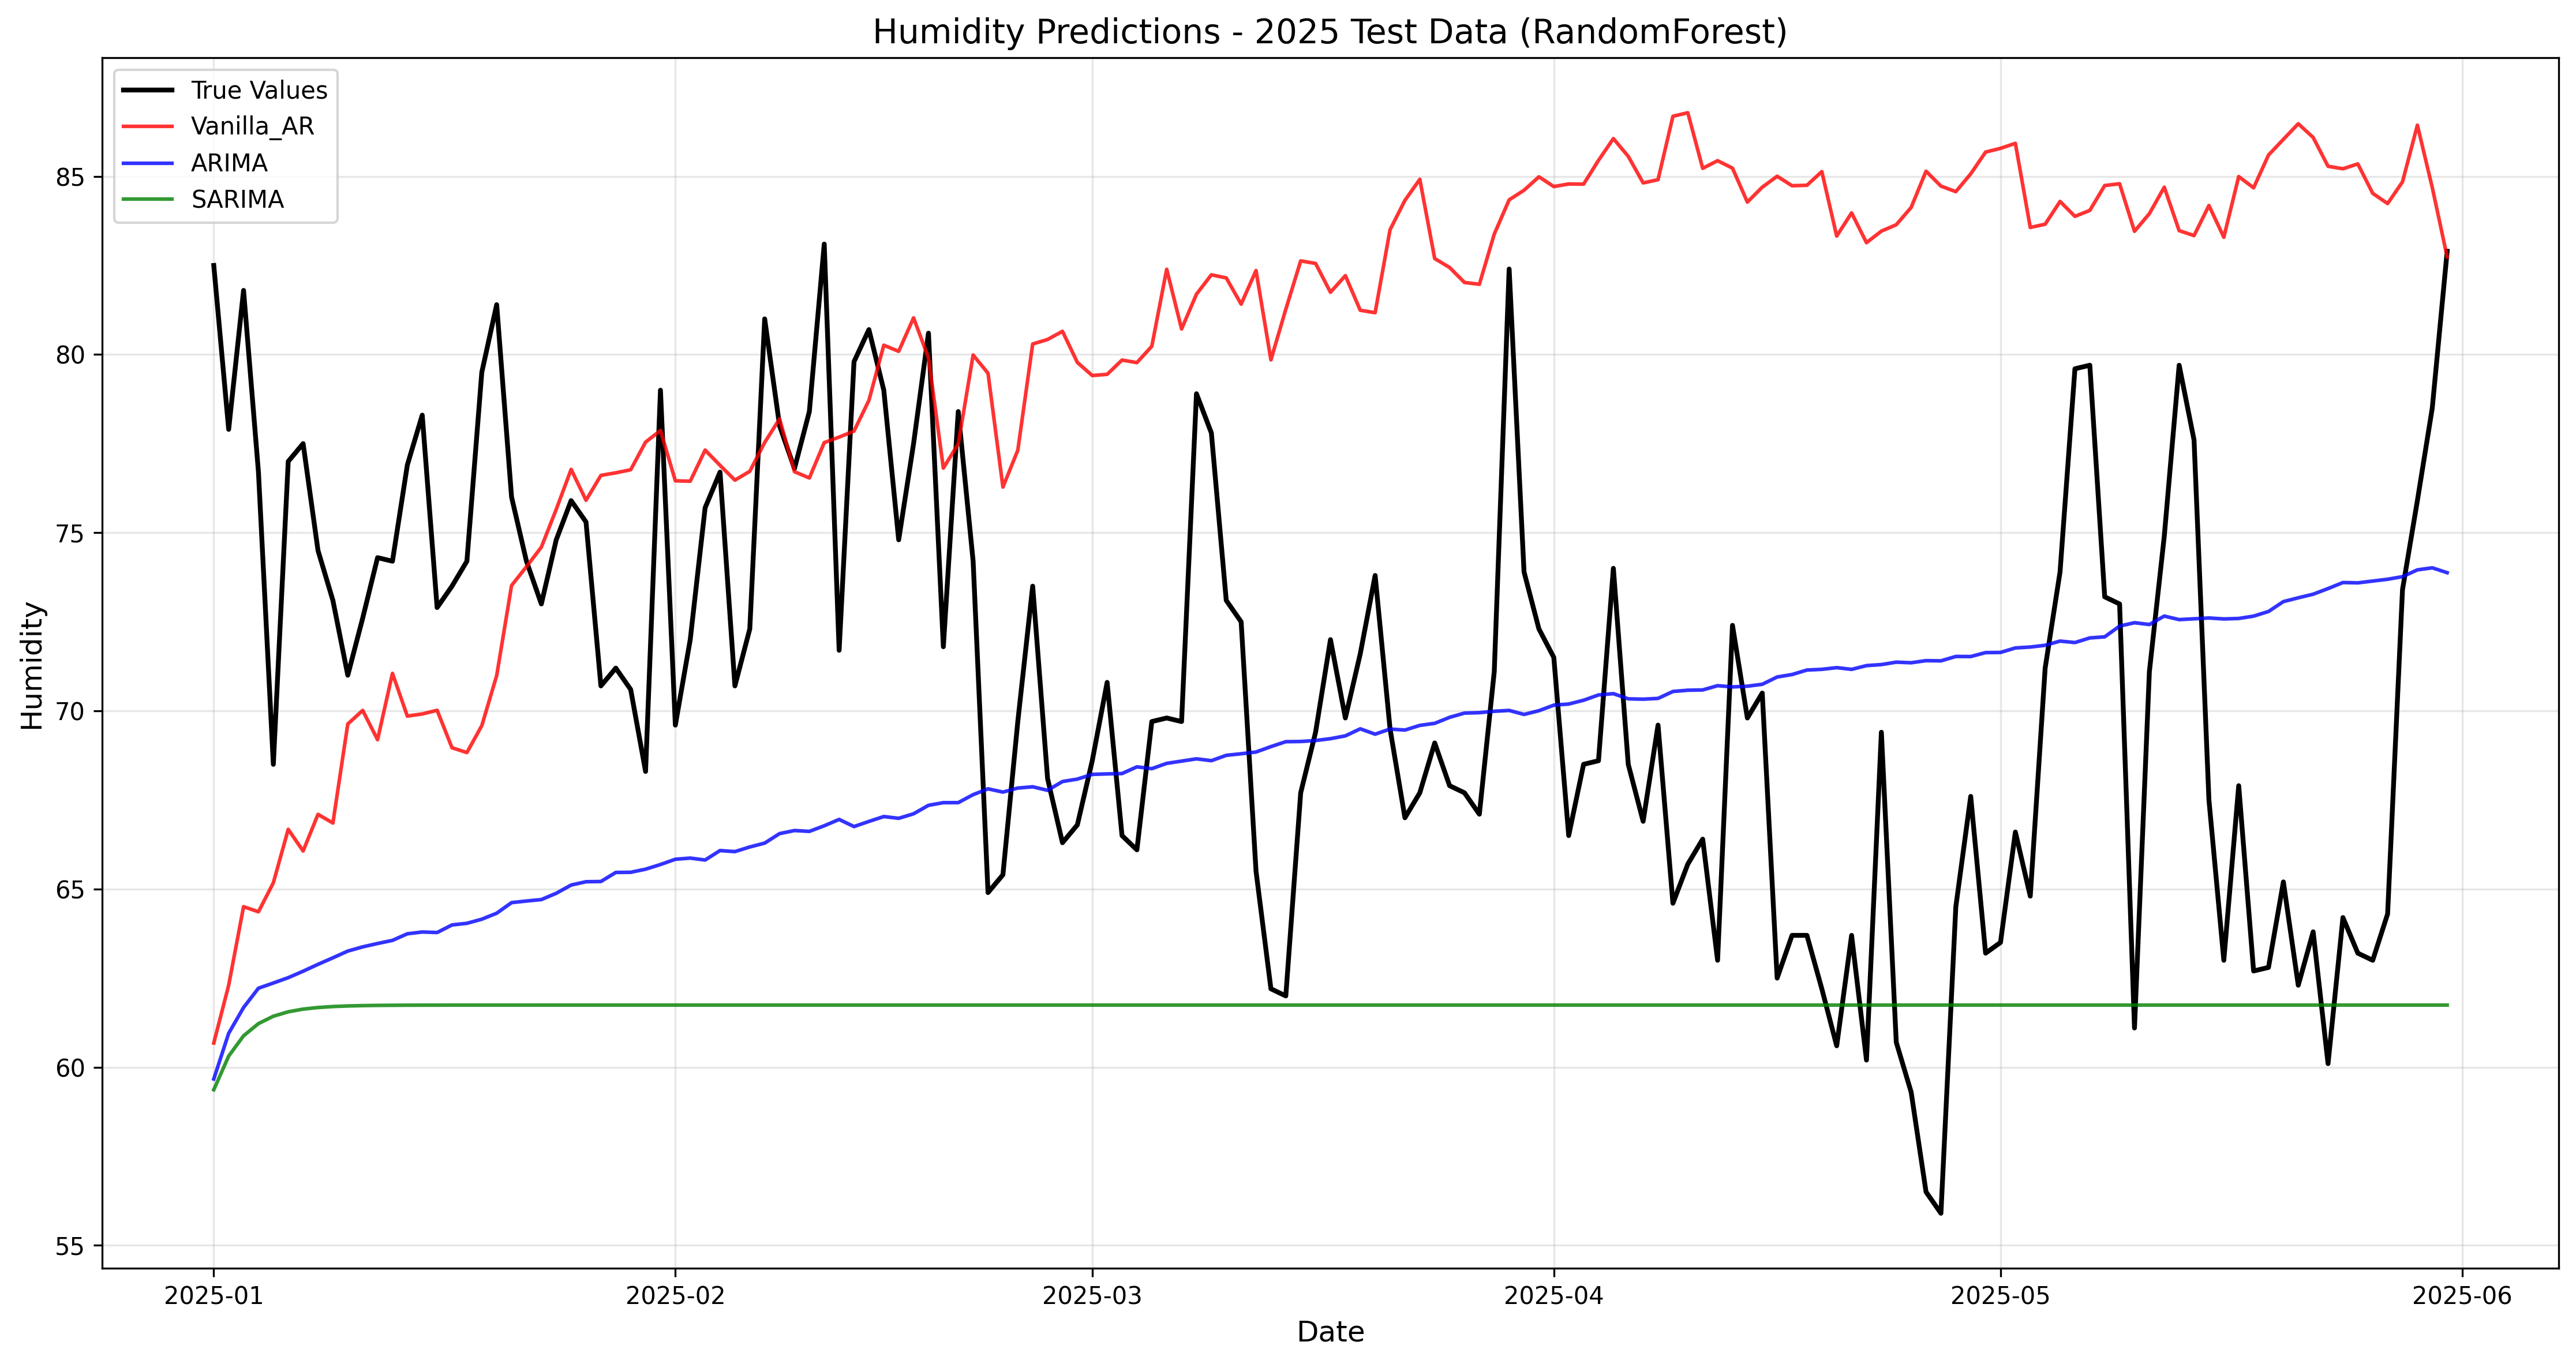 Humidity Predictions - 2025 Test Data (RandomForest)
True Values
Vanilla_AR
ARIMA
SARIMA
85
80
75
70
65
60
55
Humidity
2025-01 2025-02 2025-03 2025-04 2025-05 2025-06
Date